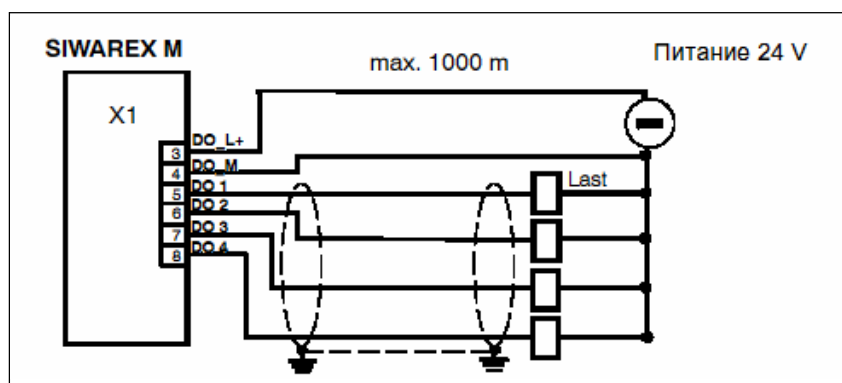 SIWAREX M
max. 1000 m
Питание 24 V
X1
3 DO_L+
4 DO_M
5 DO 1
Last
6 DO 2
7 DO 3
8 DO 4